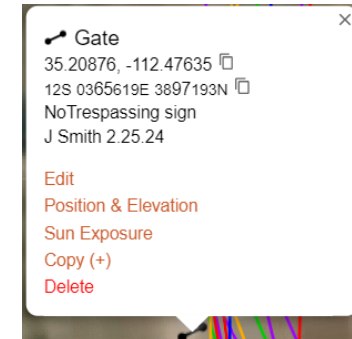 Gate
35.20876, -112.47635
12S 0365619E 3897193N
NoTrespassing sign
J Smith 2.25.24
Edit
Position & Elevation
Sun Exposure
Copy (+)
Delete